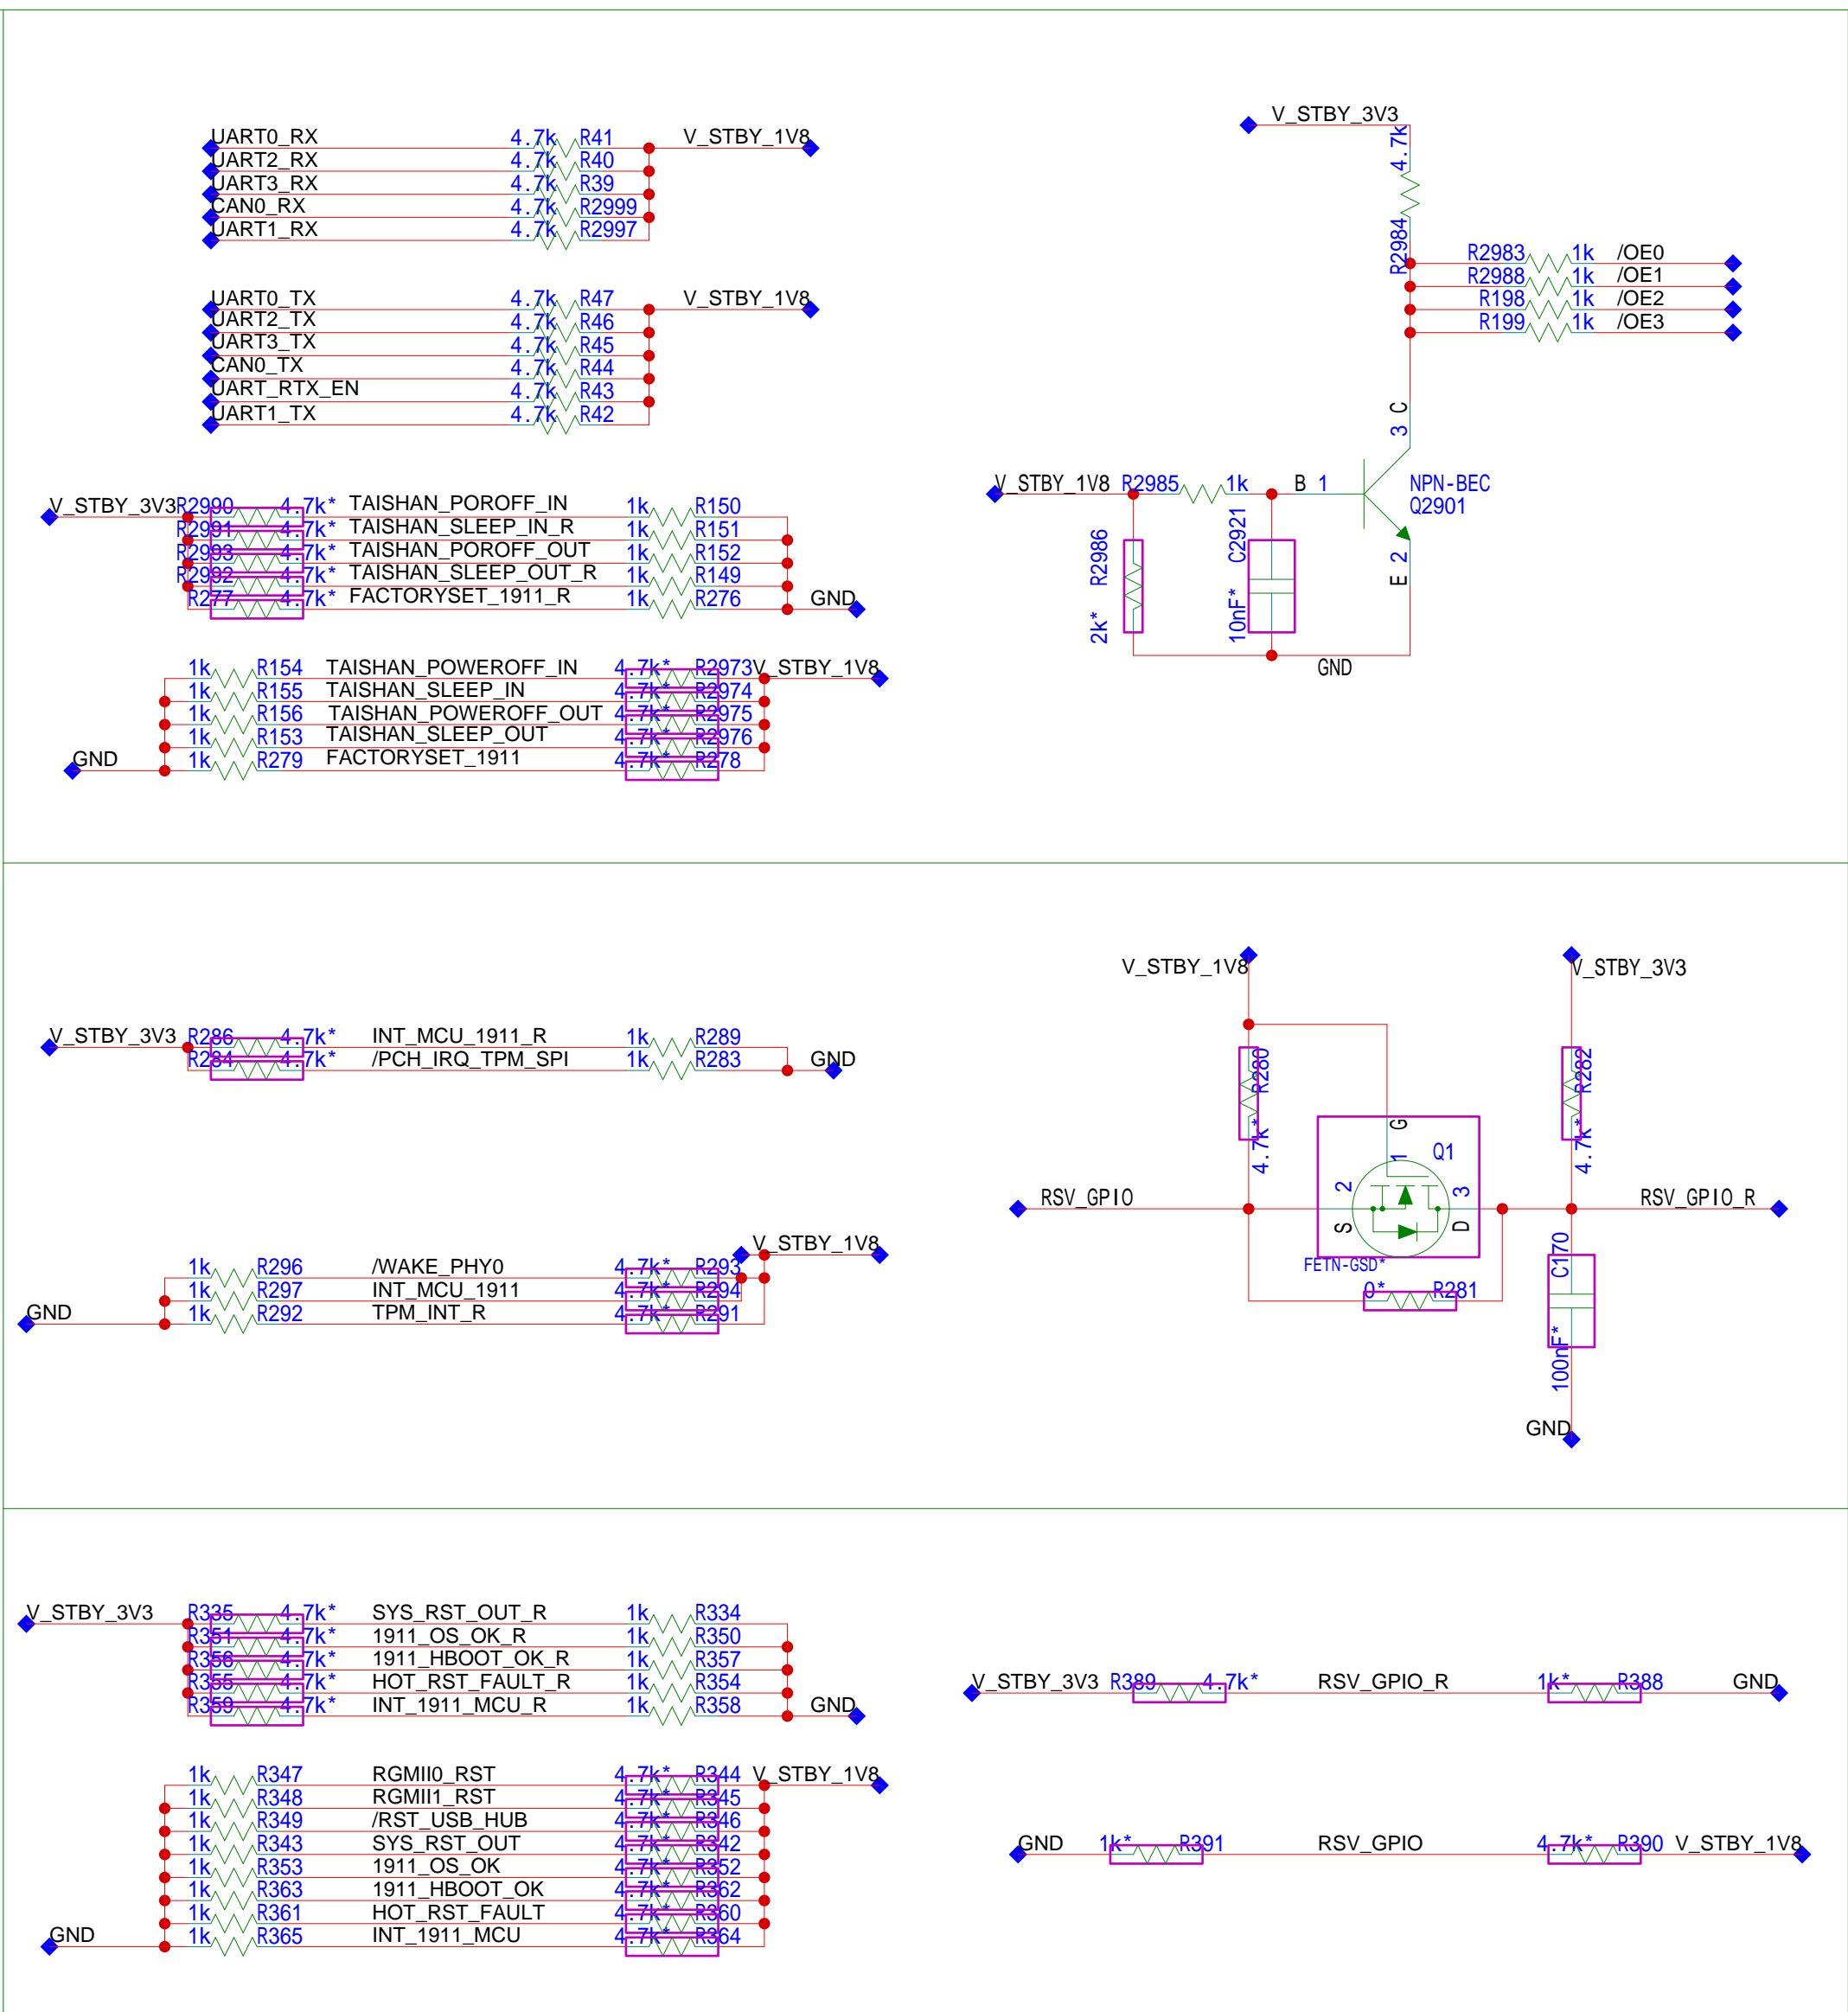 UART0_RX 4.7k R41 V_STBY_1V8
UART2_RX 4.7k R40
UART3_RX 4.7k R39
CAN0_RX 4.7k R2999
UART1_RX 4.7k R2997
UART0_TX 4.7k R47 V_STBY_1V8
UART2_TX 4.7k R46
UART3_TX 4.7k R45
CAN0_TX 4.7k R44
UART_RTX_EN 4.7k R43
UART1_TX 4.7k R42
V_STBY_3V3 R2990 4.7k* TAISHAN_POROFF_IN 1k R150
R2991 4.7k* TAISHAN_SLEEP_IN_R 1k R151
R2993 4.7k* TAISHAN_POROFF_OUT 1k R152
R2992 4.7k* TAISHAN_SLEEP_OUT_R 1k R149
R277 4.7k* FACTORYSET_1911_R 1k R276 GND
1k R154 TAISHAN_POWEROFF_IN 4.7k* R2973 V_STBY_1V8
1k R155 TAISHAN_SLEEP_IN 4.7k* R2974
1k R156 TAISHAN_POWEROFF_OUT 4.7k* R2975
1k R153 TAISHAN_SLEEP_OUT 4.7k* R2976
GND 1k R279 FACTORYSET_1911 4.7k* R278
V_STBY_3V3
4.7k
R2984
R2983 1k /OE0
R2988 1k /OE1
R198 1k /OE2
R199 1k /OE3
3 C
V_STBY_1V8 R2985 1k B 1 NPN-BEC
Q2901
R2986
2k*
C2921
10nF*
E 2
GND
V_STBY_3V3 R286 4.7k* INT_MCU_1911_R 1k R289
R284 4.7k* /PCH_IRQ_TPM_SPI 1k R283 GND
V_STBY_1V8
1k R296 /WAKE_PHY0 4.7k* R293
1k R297 INT_MCU_1911 4.7k* R294
GND 1k R292 TPM_INT_R 4.7k* R291
V_STBY_1V8 V_STBY_3V3
R280
4.7k*
R282
4.7k*
G
1
Q1
RSV_GPIO 2 3 RSV_GPIO_R
S D
FETN-GSD*
0* R281
C170
100nF*
GND
V_STBY_3V3 R335 4.7k* SYS_RST_OUT_R 1k R334
R351 4.7k* 1911_OS_OK_R 1k R350
R356 4.7k* 1911_HBOOT_OK_R 1k R357
R355 4.7k* HOT_RST_FAULT_R 1k R354
R359 4.7k* INT_1911_MCU_R 1k R358 GND
1k R347 RGMII0_RST 4.7k* R344 V_STBY_1V8
1k R348 RGMII1_RST 4.7k* R345
1k R349 /RST_USB_HUB 4.7k* R346
1k R343 SYS_RST_OUT 4.7k* R342
1k R353 1911_OS_OK 4.7k* R352
1k R363 1911_HBOOT_OK 4.7k* R362
1k R361 HOT_RST_FAULT 4.7k* R360
GND 1k R365 INT_1911_MCU 4.7k* R364
V_STBY_3V3 R389 4.7k* RSV_GPIO_R 1k* R388 GND
GND 1k* R391 RSV_GPIO 4.7k* R390 V_STBY_1V8